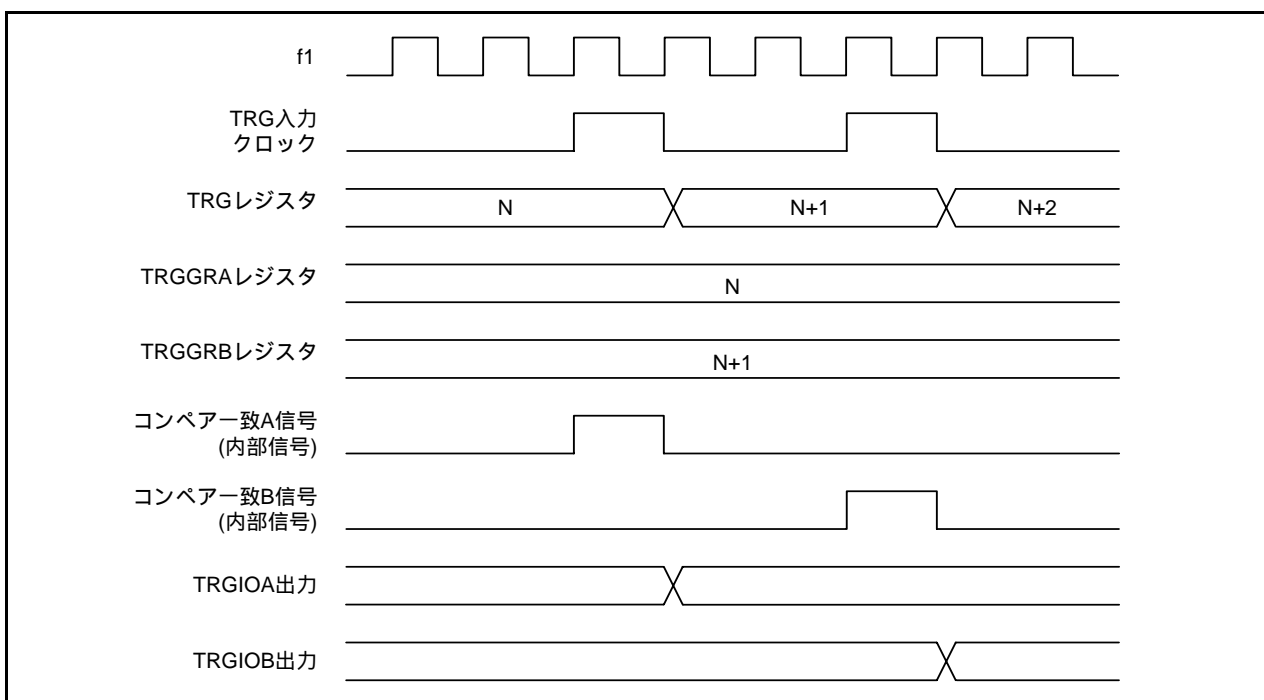 f1
TRG入力
クロック
TRGレジスタ
N
N+1
N+2
TRGGRAレジスタ
N
TRGGRBレジスタ
N+1
コンペア一致A信号
(内部信号)
コンペア一致B信号
(内部信号)
TRGIOA出力
TRGIOB出力